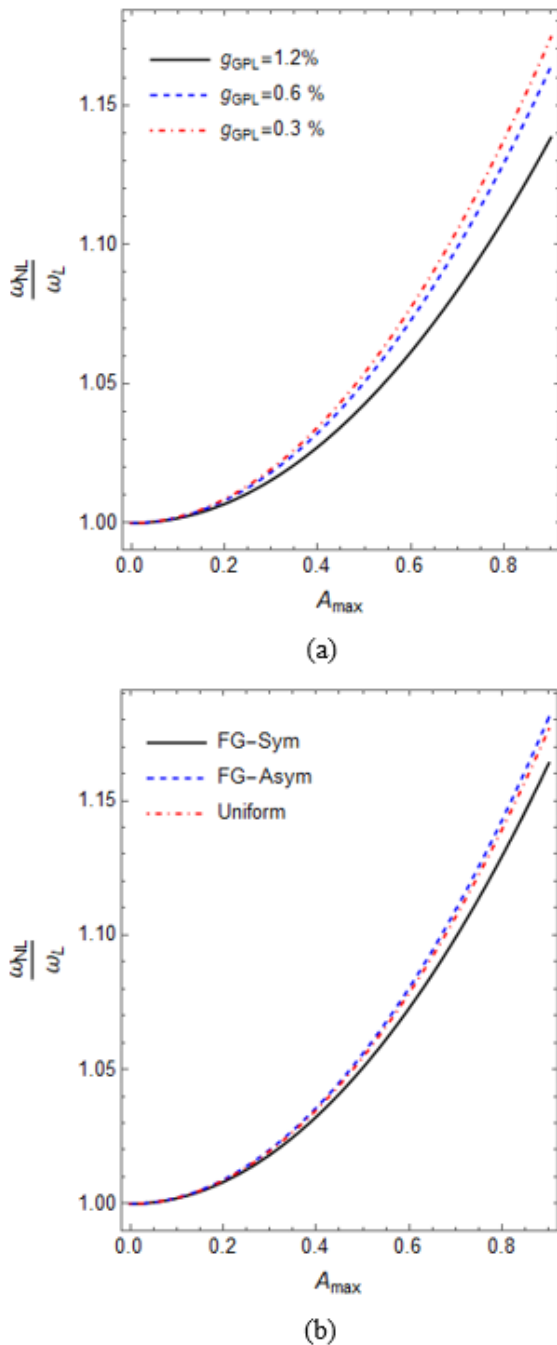 g_GPL=1.2%
g_GPL=0.6 %
g_GPL=0.3 %
1.15
1.10
1.05
1.00
ω_NL
ω_L
0.0 0.2 0.4 0.6 0.8
A_max
(a)
FG-Sym
FG-Asym
Uniform
1.15
1.10
1.05
1.00
ω_NL
ω_L
0.0 0.2 0.4 0.6 0.8
A_max
(b)